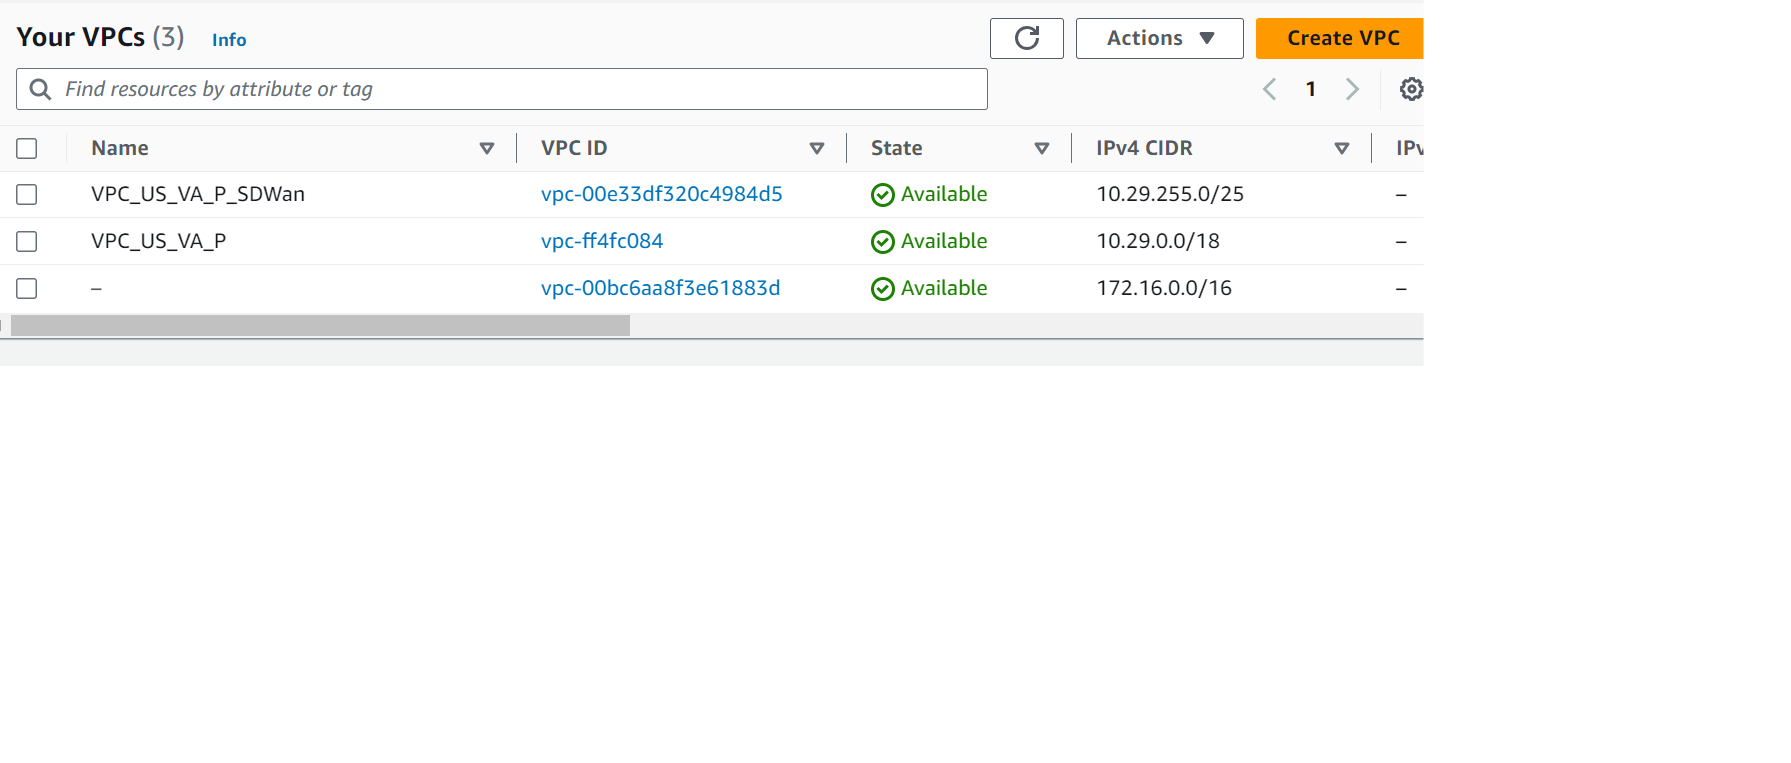 Your VPCs (3) Info Actions Create VPC
Find resources by attribute or tag 1
Name VPC ID State IPv4 CIDR IPv
VPC_US_VA_P_SDWan vpc-00e33df320c4984d5 Available 10.29.255.0/25 –
VPC_US_VA_P vpc-ff4fc084 Available 10.29.0.0/18 –
– vpc-00bc6aa8f3e61883d Available 172.16.0.0/16 –